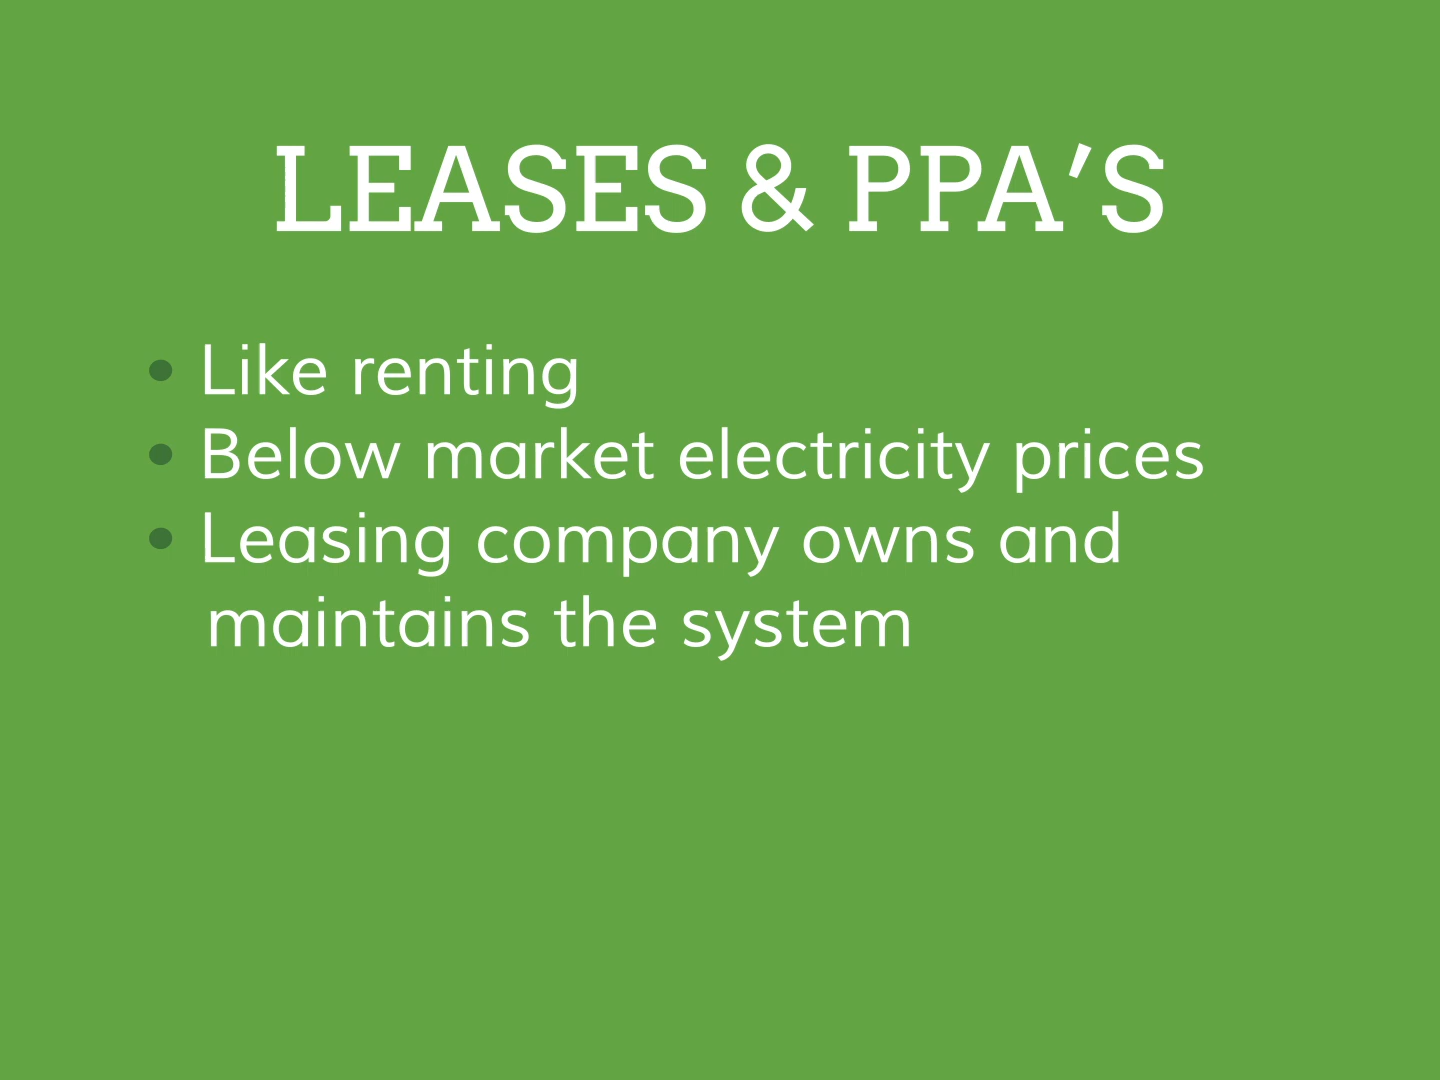 LEASES & PPA’S
• Like renting
• Below market electricity prices
• Leasing company owns and
maintains the system